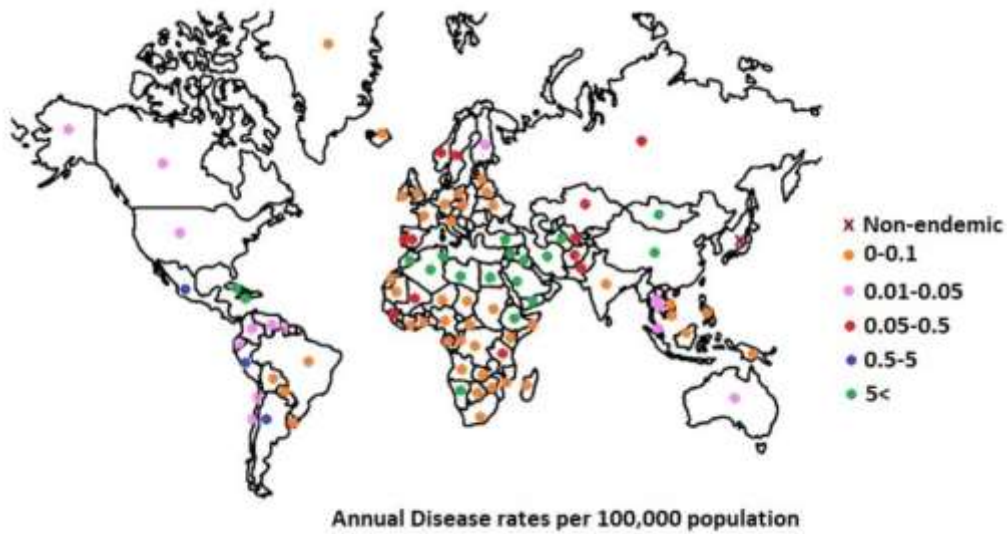 x Non-endemic
0-0.1
0.01-0.05
0.05-0.5
0.5-5
5<
Annual Disease rates per 100,000 population